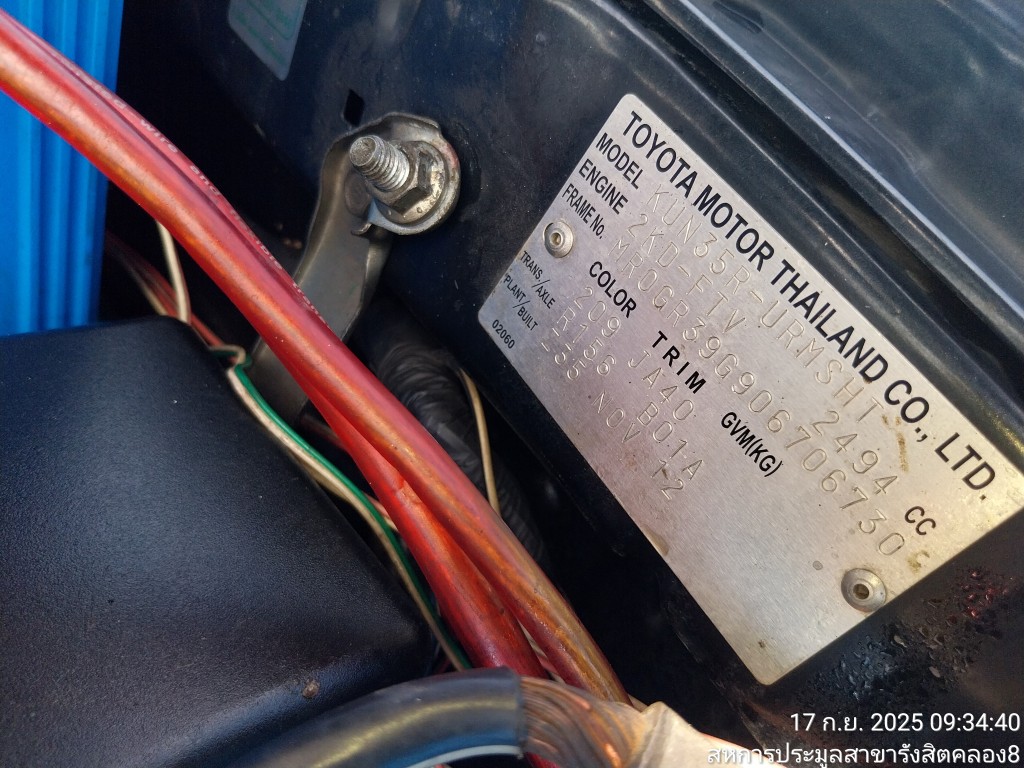 TOYOTA MOTOR THAILAND CO., LTD.
MODEL KUN35R-URMSHT
ENGINE 2KD-FTV 2494 CC
FRAME No. MR0GR39G906706730
COLOR TRIM GVM(KG)
209 JA40
TRANS/AXLE R156 B01A
PLANT/BUILT -S5 NOV 12
02060
17 ก.ย. 2025 09:34:40
สหการประมูลสาขารังสิตคลอง8